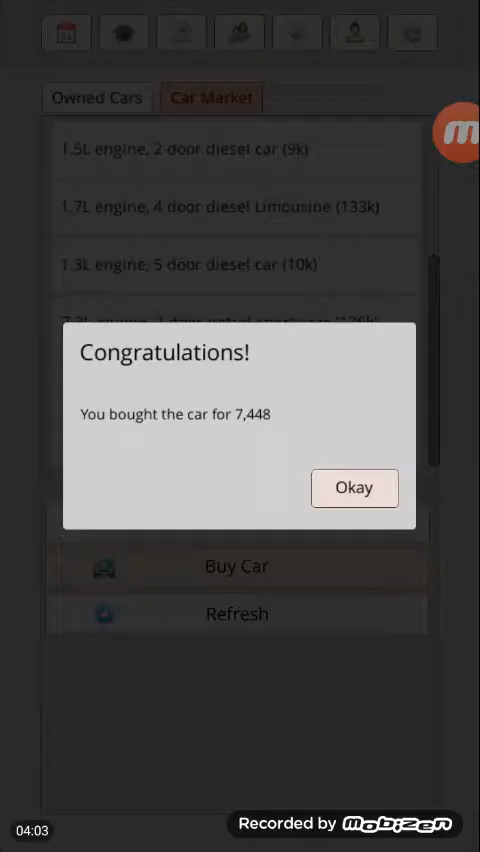 31
Owned Cars Car Market
1.5L engine, 2 door diesel car (9k)
1.7L engine, 4 door diesel Limousine (133k)
1.3L engine, 5 door diesel car (10k)
Congratulations!
You bought the car for 7,448
Okay
Buy Car
Refresh
04:03
Recorded by mobizen